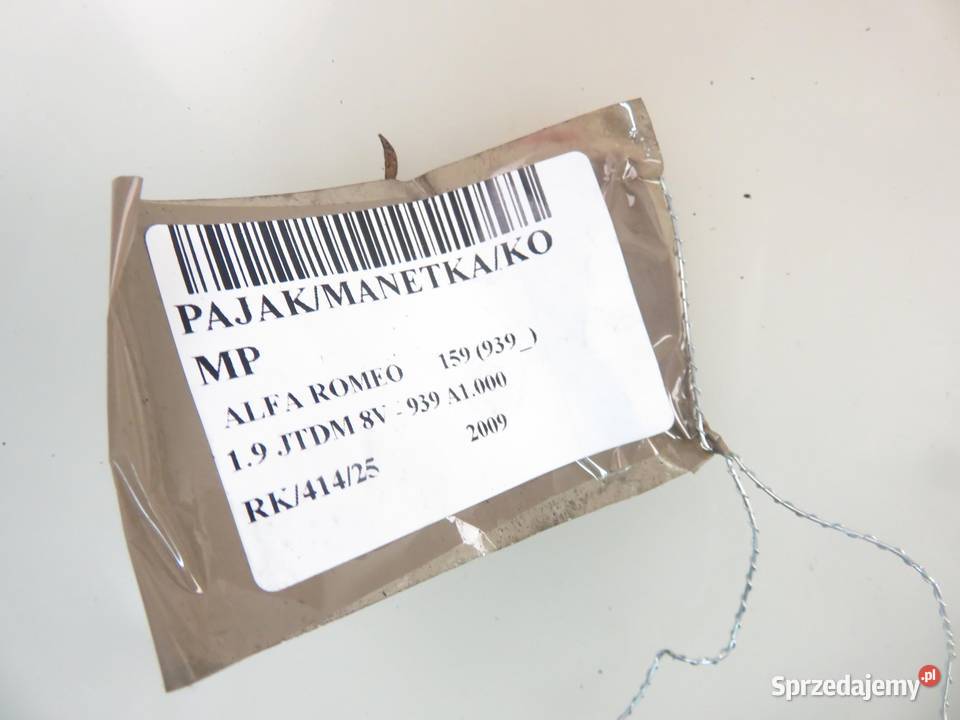 PAJAK/MANETKA/KO
MP
ALFA ROMEO 159 (939_)
1.9 JTDM 8V - 939 A1.000
2009
RK/414/25
Sprzedajemy.pl